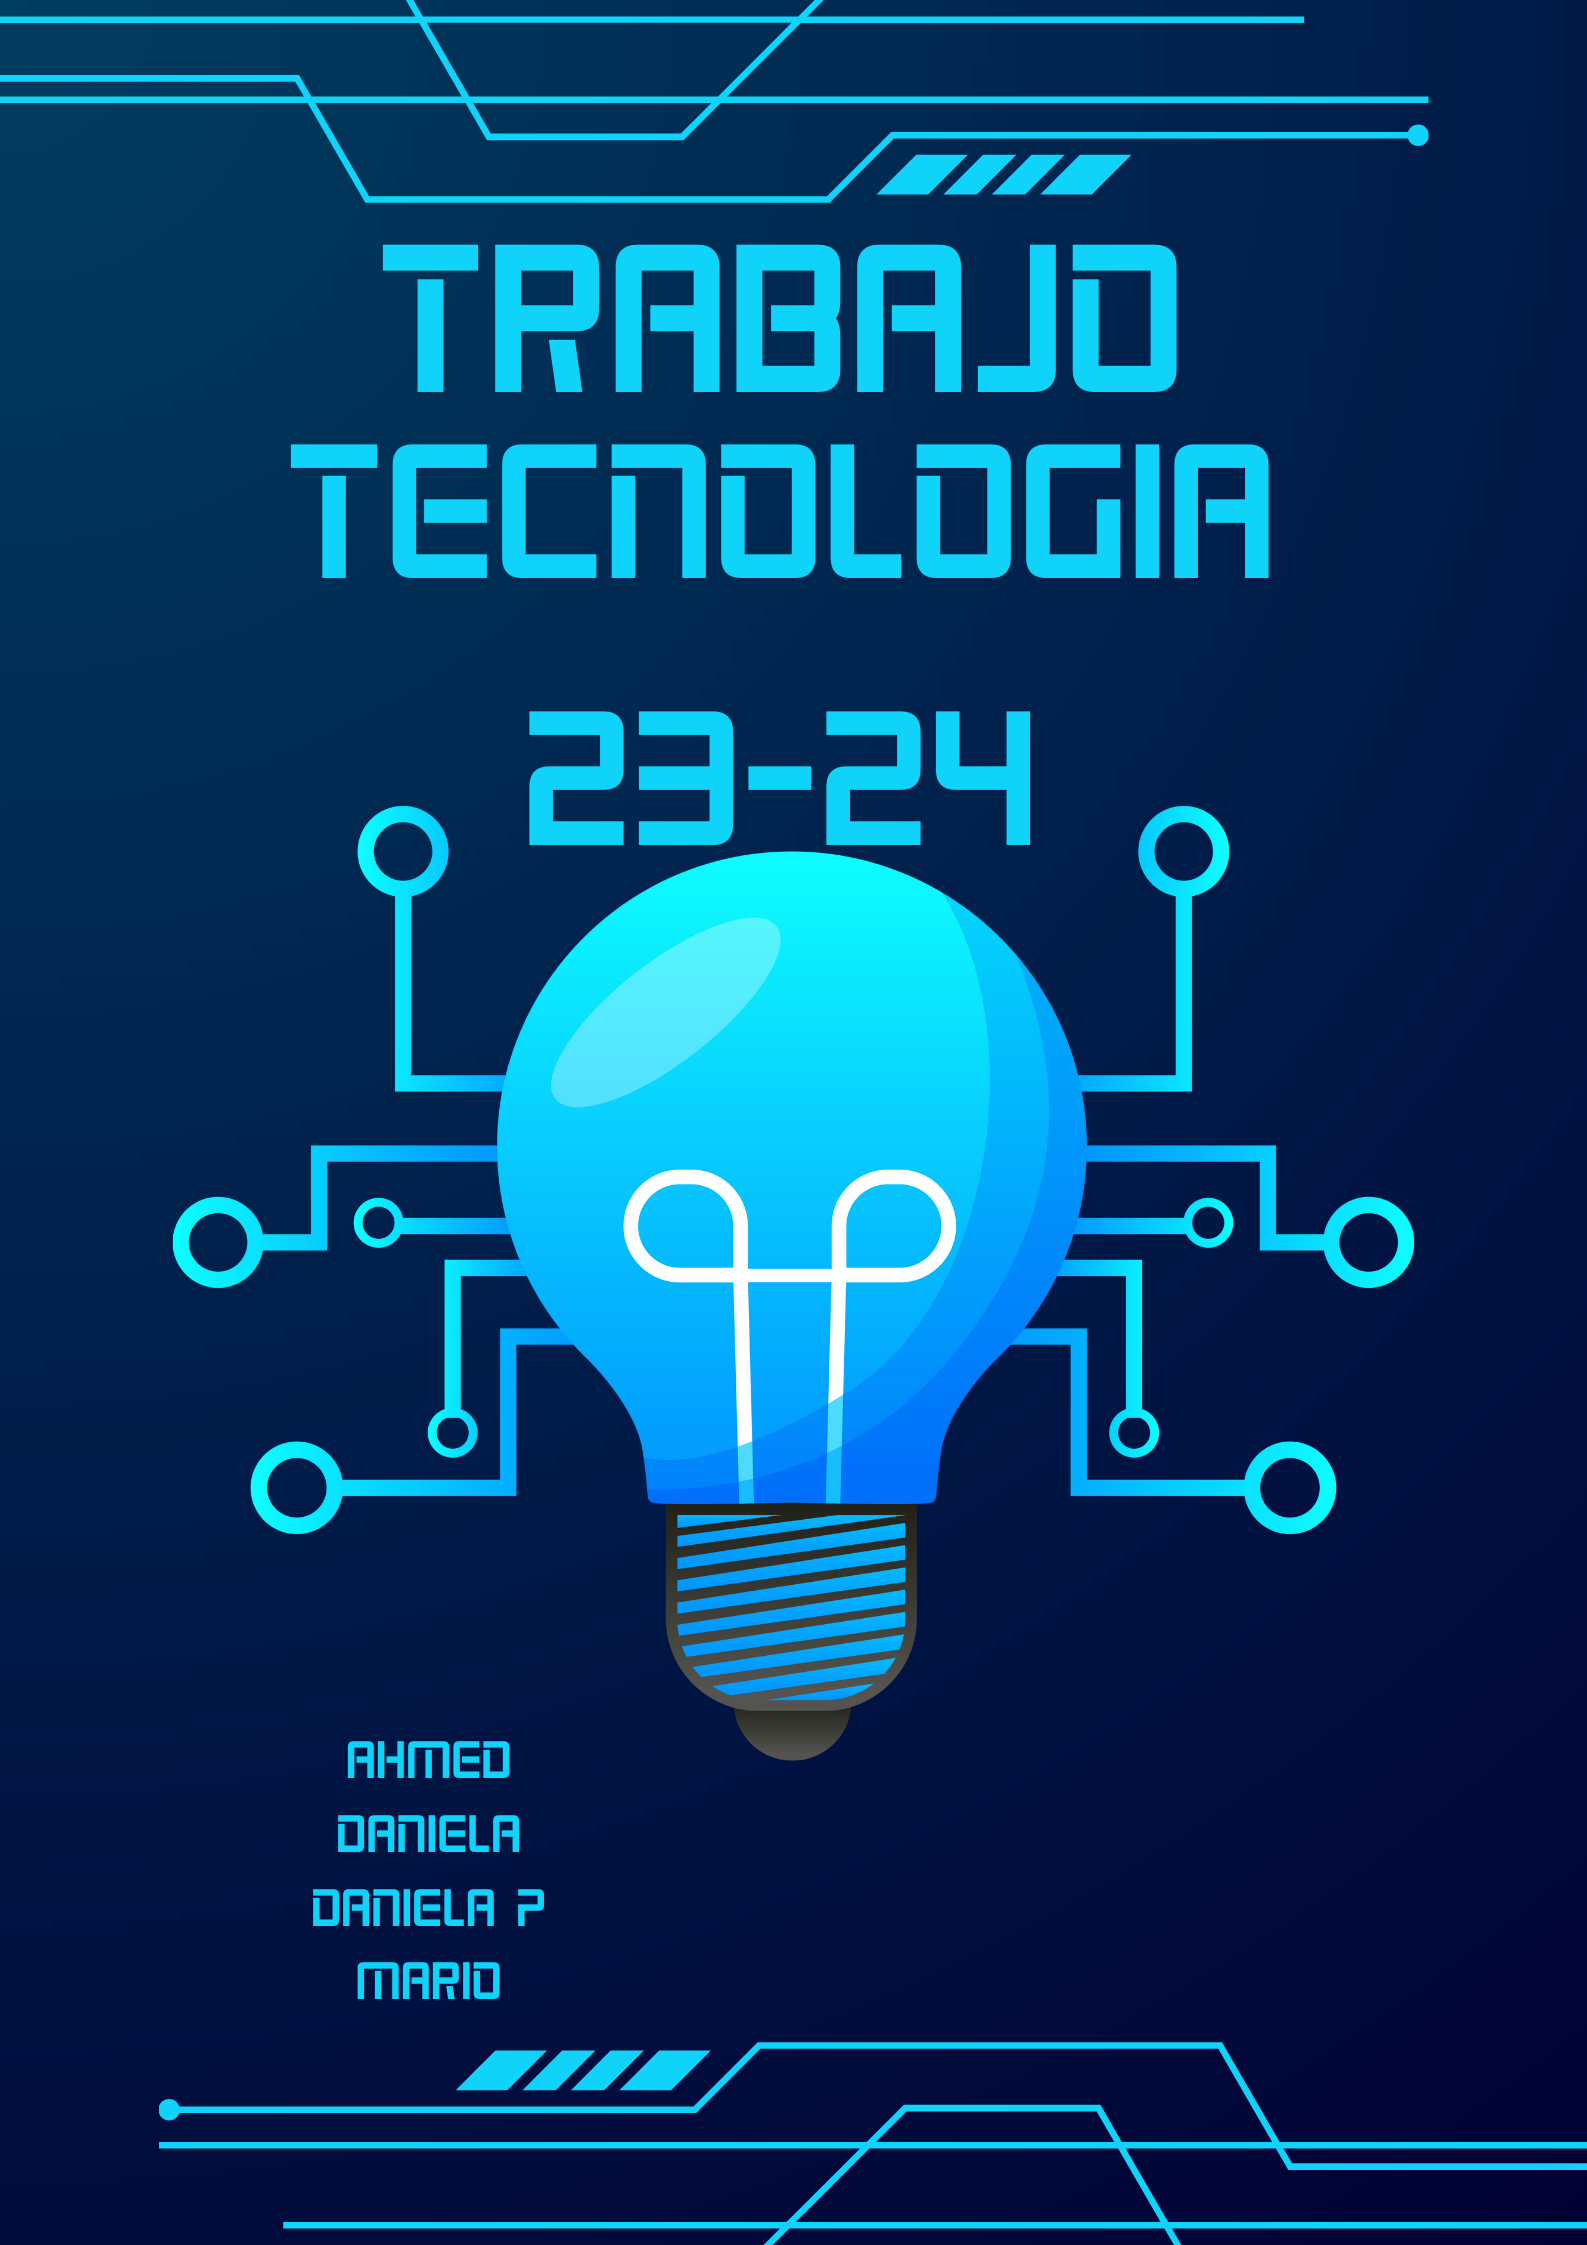 TRABAJO
TECNOLOGIA
23-24
AHMED
DANIELA
DANIELA P
MARIO